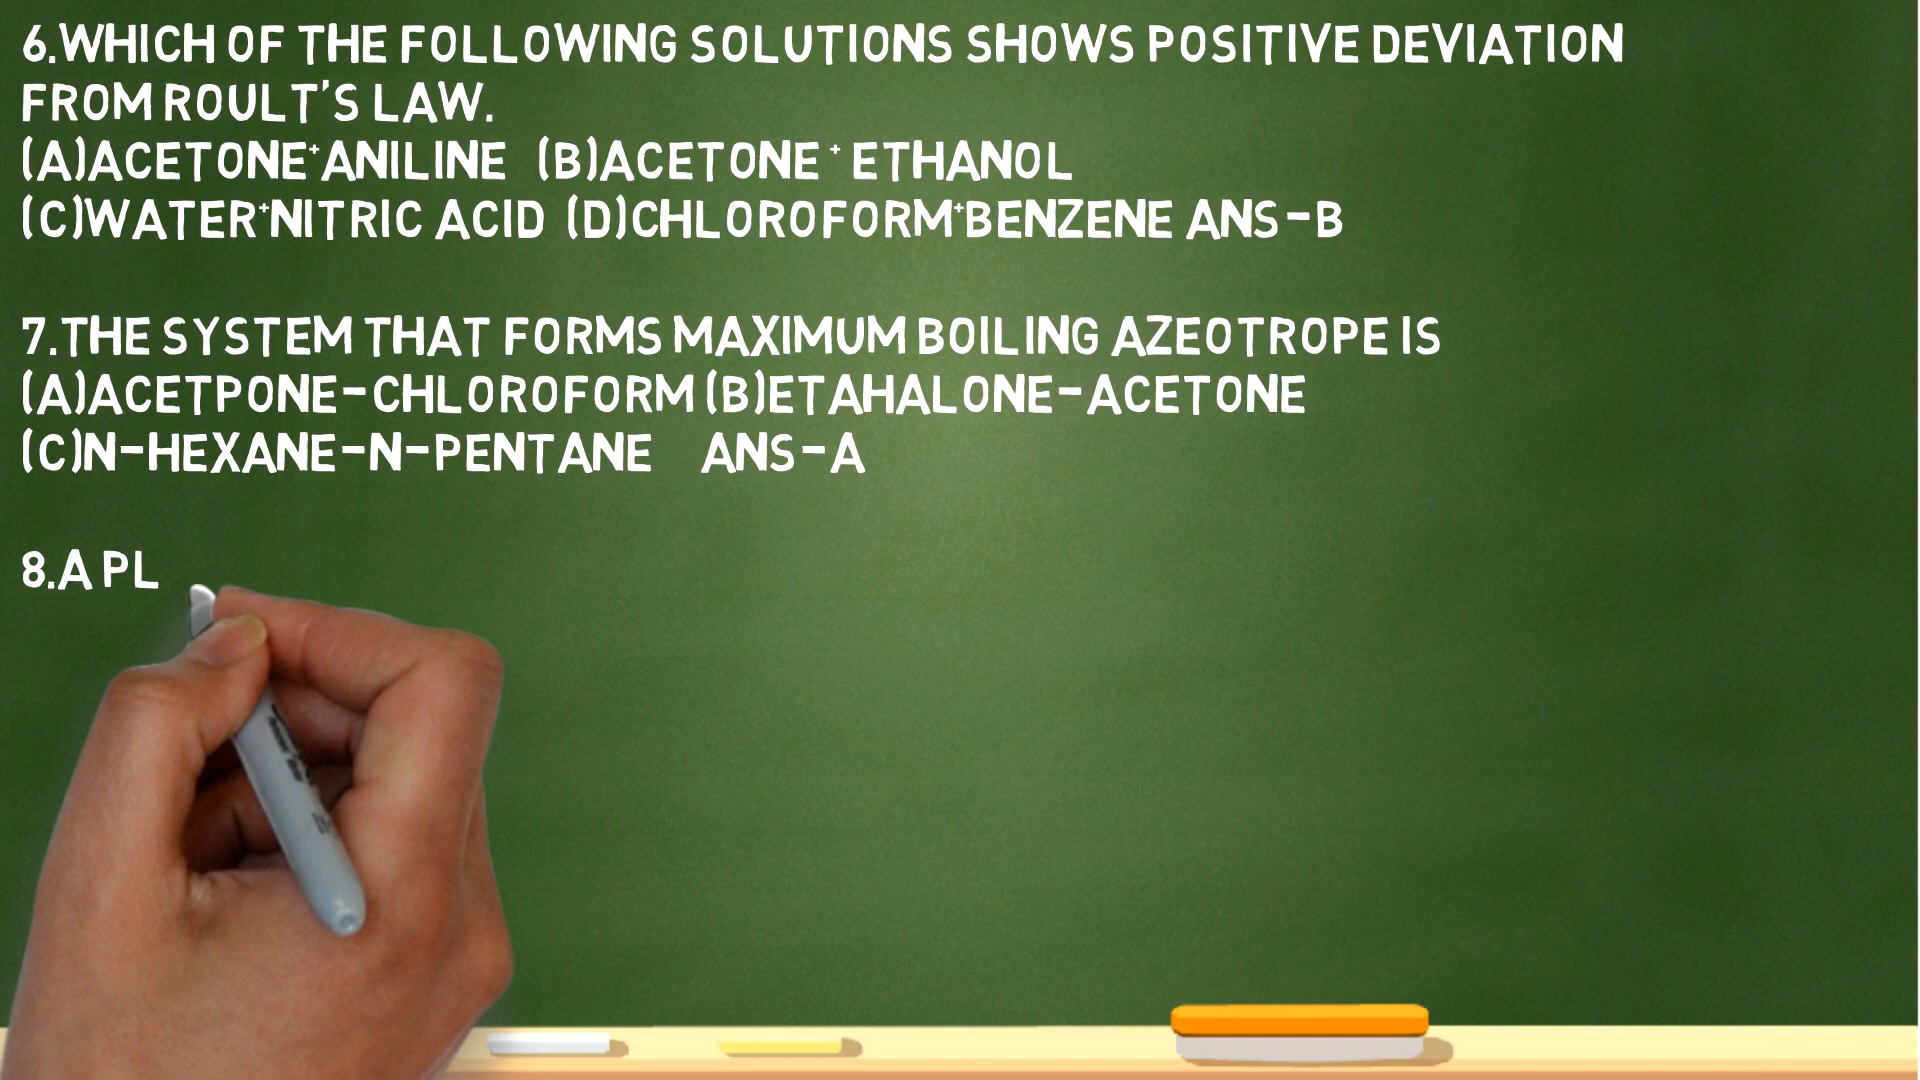 6.WHICH OF THE FOLLOWING SOLUTIONS SHOWS POSITIVE DEVIATION
FROM ROULT'S LAW.
(A)ACETONE+ANILINE (B)ACETONE + ETHANOL
(C)WATER+NITRIC ACID (D)CHLOROFORM+BENZENE ANS-B
7.THE SYSTEM THAT FORMS MAXIMUM BOILING AZEOTROPE IS
(A)ACETPONE-CHLOROFORM (B)ETAHALONE-ACETONE
(C)N-HEXANE-N-PENTANE ANS-A
8.A PL